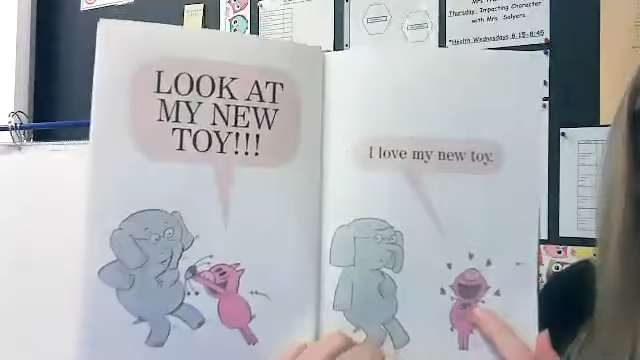 Thursday, Impacting Character
with Mrs. Salyers
*Health Wednesdays 8:15-8:45
LOOK AT
MY NEW
TOY!!!
I love my new toy.